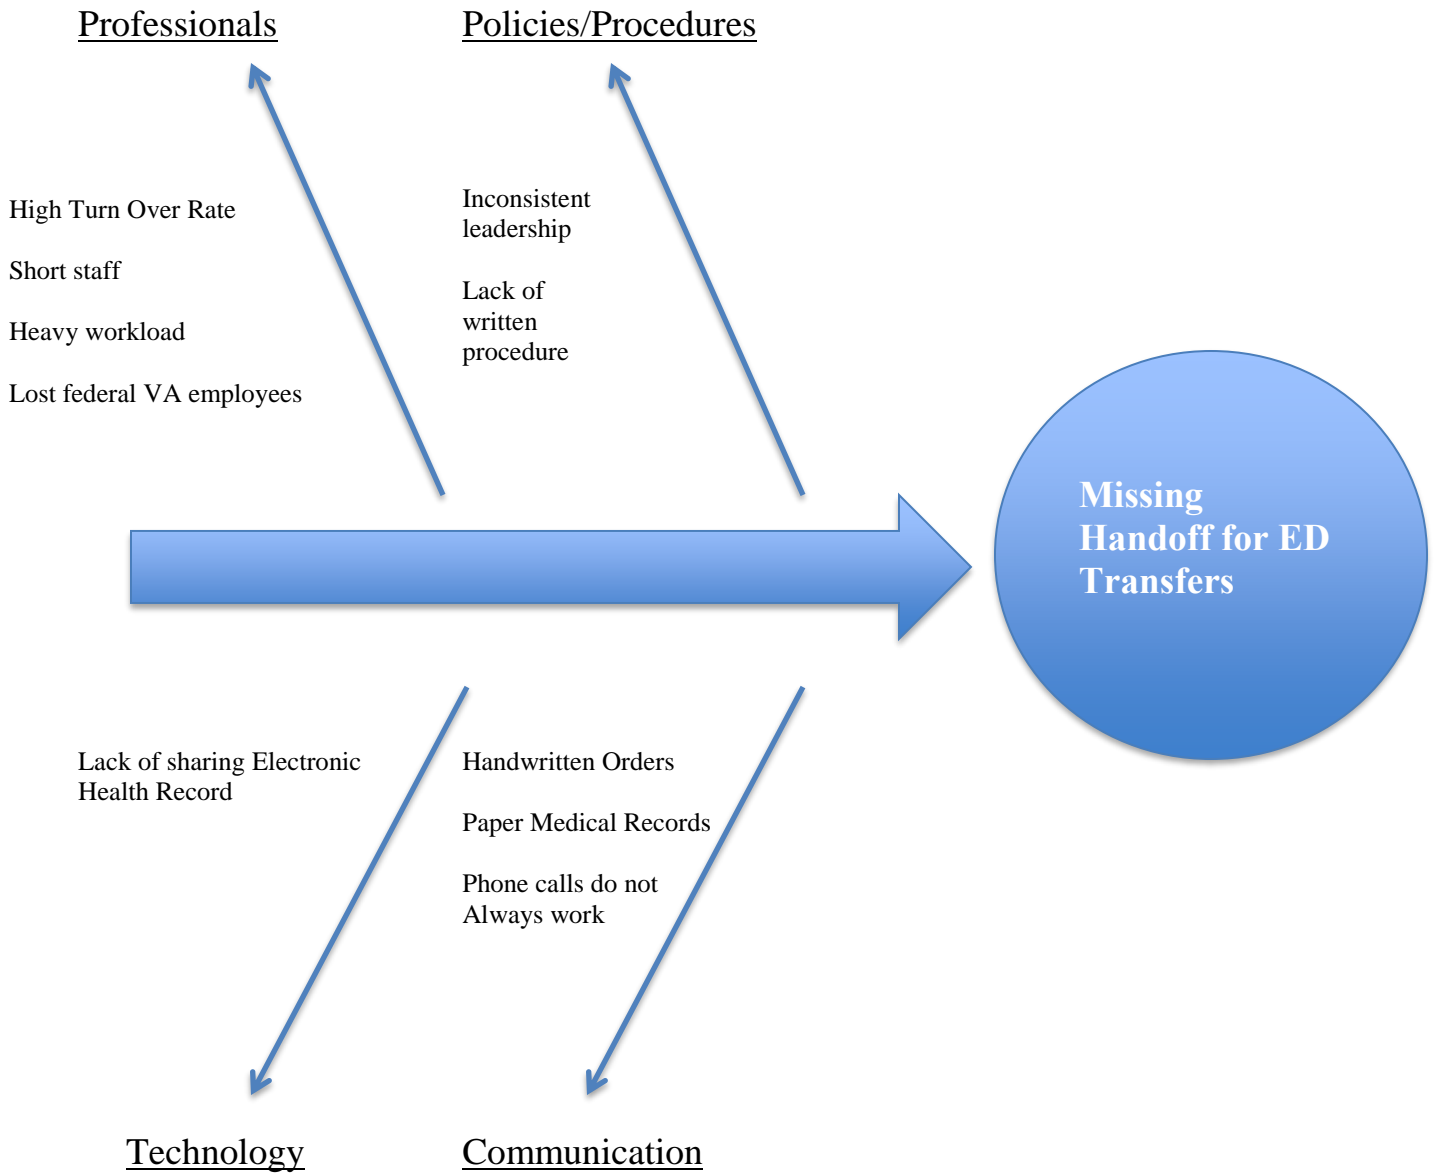 Professionals
Policies/Procedures
High Turn Over Rate
Short staff
Heavy workload
Lost federal VA employees
Inconsistent
leadership
Lack of
written
procedure
Missing
Handoff for ED
Transfers
Lack of sharing Electronic
Health Record
Handwritten Orders
Paper Medical Records
Phone calls do not
Always work
Technology
Communication